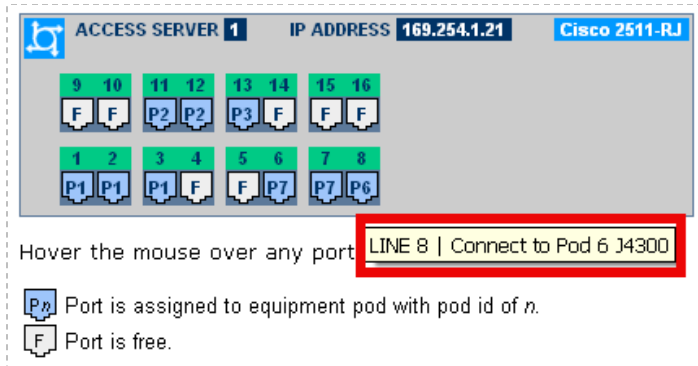 ACCESS SERVER 1 IP ADDRESS 169.254.1.21 Cisco 2511-RJ
9 10 11 12 13 14 15 16
F F P2 P2 P3 F F F
1 2 3 4 5 6 7 8
P1 P1 P1 F F P7 P7 P6
Hover the mouse over any port LINE 8 | Connect to Pod 6 J4300
Pn Port is assigned to equipment pod with pod id of n.
F Port is free.